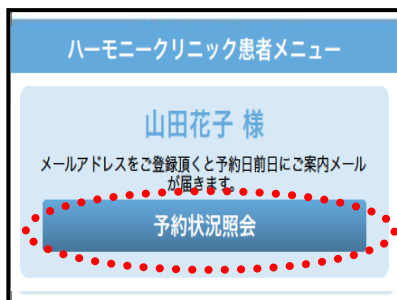 ハーモニークリニック患者メニュー
山田花子 様
メールアドレスをご登録頂くと予約日前日にご案内メール
が届きます。
予約状況照会